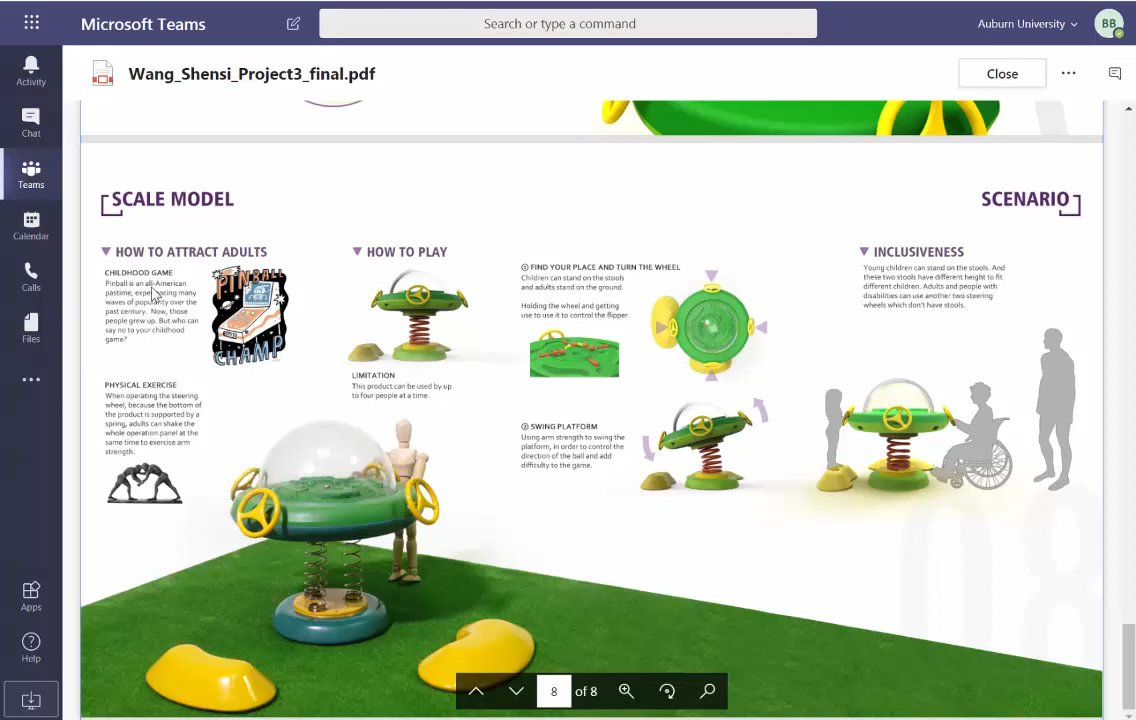 Microsoft Teams
Search or type a command
Auburn University
BB
Activity
Chat
Teams
Calendar
Calls
Files
Apps
Help
Wang_Shensi_Project3_final.pdf
Close
SCALE MODEL
SCENARIO
HOW TO ATTRACT ADULTS
CHILDHOOD GAME
Pinball is an all-American
pastime, experiencing many
waves of popularity over the
past century. Now, those
people grew up. But who can
say no to your childhood
game?
PINBALL
CHAMP
PHYSICAL EXERCISE
When operating the steering
wheel, because the bottom of
the product is supported by a
spring, adults can shake the
whole operation panel at the
same time to exercise arm
strength.
HOW TO PLAY
LIMITATION
This product can be used by up
to four people at a time.
① FIND YOUR PLACE AND TURN THE WHEEL
Children can stand on the stools
and adults stand on the ground.
Holding the wheel and getting
use to use it to control the flipper.
② SWING PLATFORM
Using arm strength to swing the
platform, in order to control the
direction of the ball and add
difficulty to the game.
INCLUSIVENESS
Young children can stand on the stools. And
these two stools have different height to fit
different children. Adults and people with
disabilities can use another two steering
wheels which don't have stools.
08
8 of 8